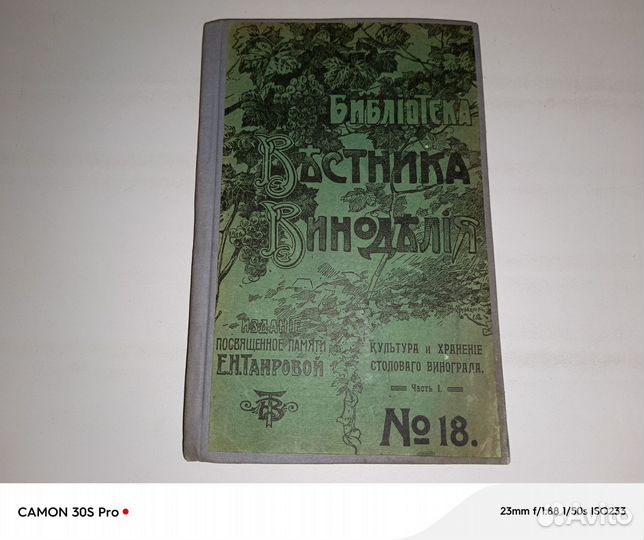 Библіотека
Вѣстника
Винодѣлія
Изданіе
посвященное памяти
Е.Н.Таировой
Культура и храненіе
столоваго винограда.
Часть I.
№ 18.
CAMON 30S Pro
23mm f/1.88 1/50s ISO233
Avito